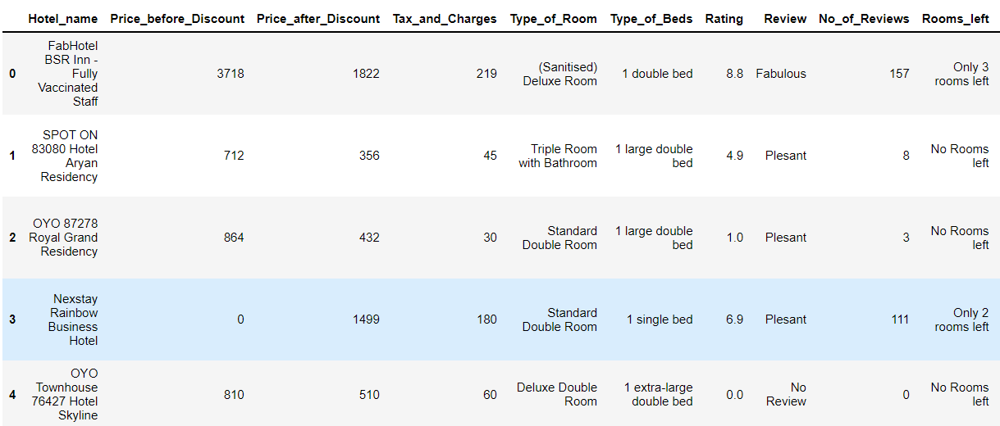 Hotel_name Price_before_Discount Price_after_Discount Tax_and_Charges Type_of_Room Type_of_Beds Rating Review No_of_Reviews Rooms_left
0 FabHotel BSR Inn - Fully Vaccinated Staff 3718 1822 219 (Sanitised) Deluxe Room 1 double bed 8.8 Fabulous 157 Only 3 rooms left
1 SPOT ON 83080 Hotel Aryan Residency 712 356 45 Triple Room with Bathroom 1 large double bed 4.9 Plesant 8 No Rooms left
2 OYO 87278 Royal Grand Residency 864 432 30 Standard Double Room 1 large double bed 1.0 Plesant 3 No Rooms left
3 Nexstay Rainbow Business Hotel 0 1499 180 Standard Double Room 1 single bed 6.9 Plesant 111 Only 2 rooms left
4 OYO Townhouse 76427 Hotel Skyline 810 510 60 Deluxe Double Room 1 extra-large double bed 0.0 No Review 0 No Rooms left